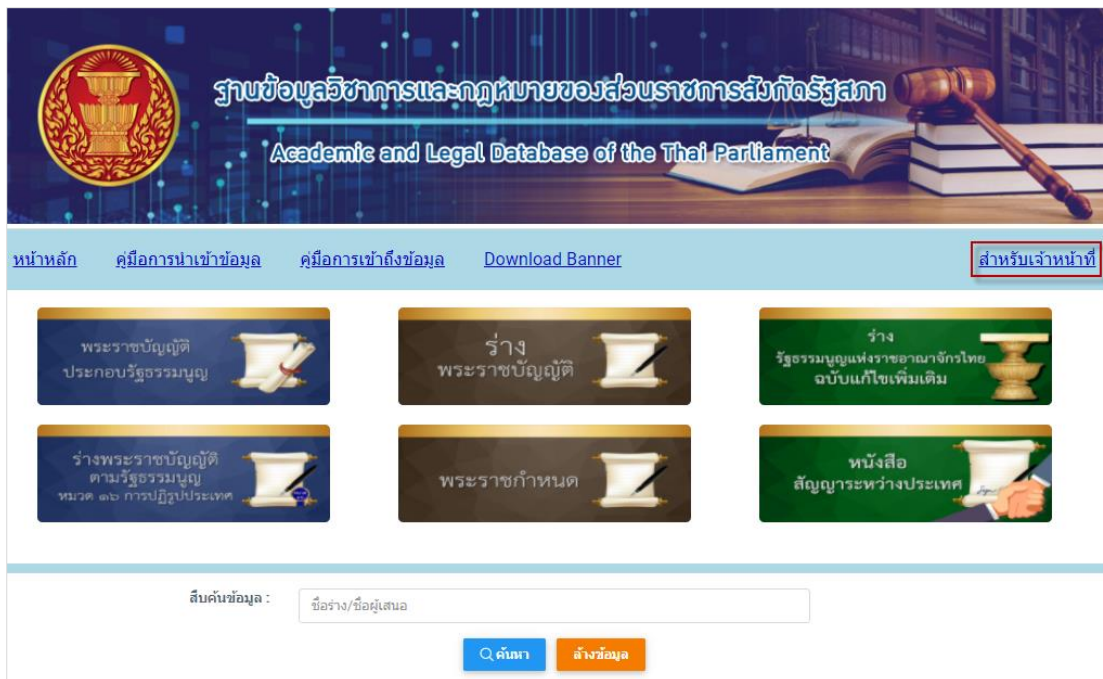 ฐานข้อมูลวิชาการและกฎหมายของส่วนราชการสังกัดรัฐสภา
Academic and Legal Database of the Thai Parliament
หน้าหลัก คู่มือการนำเข้าข้อมูล คู่มือการเข้าถึงข้อมูล Download Banner สำหรับเจ้าหน้าที่
พระราชบัญญัติ
ประกอบรัฐธรรมนูญ
ร่าง
พระราชบัญญัติ
ร่าง
รัฐธรรมนูญแห่งราชอาณาจักรไทย
ฉบับแก้ไขเพิ่มเติม
ร่างพระราชบัญญัติ
ตามรัฐธรรมนูญ
หมวด ๑๖ การปฏิรูปประเทศ
พระราชกำหนด
หนังสือ
สัญญาระหว่างประเทศ
สืบค้นข้อมูล : ชื่อร่าง/ชื่อผู้เสนอ
ค้นหา ล้างข้อมูล